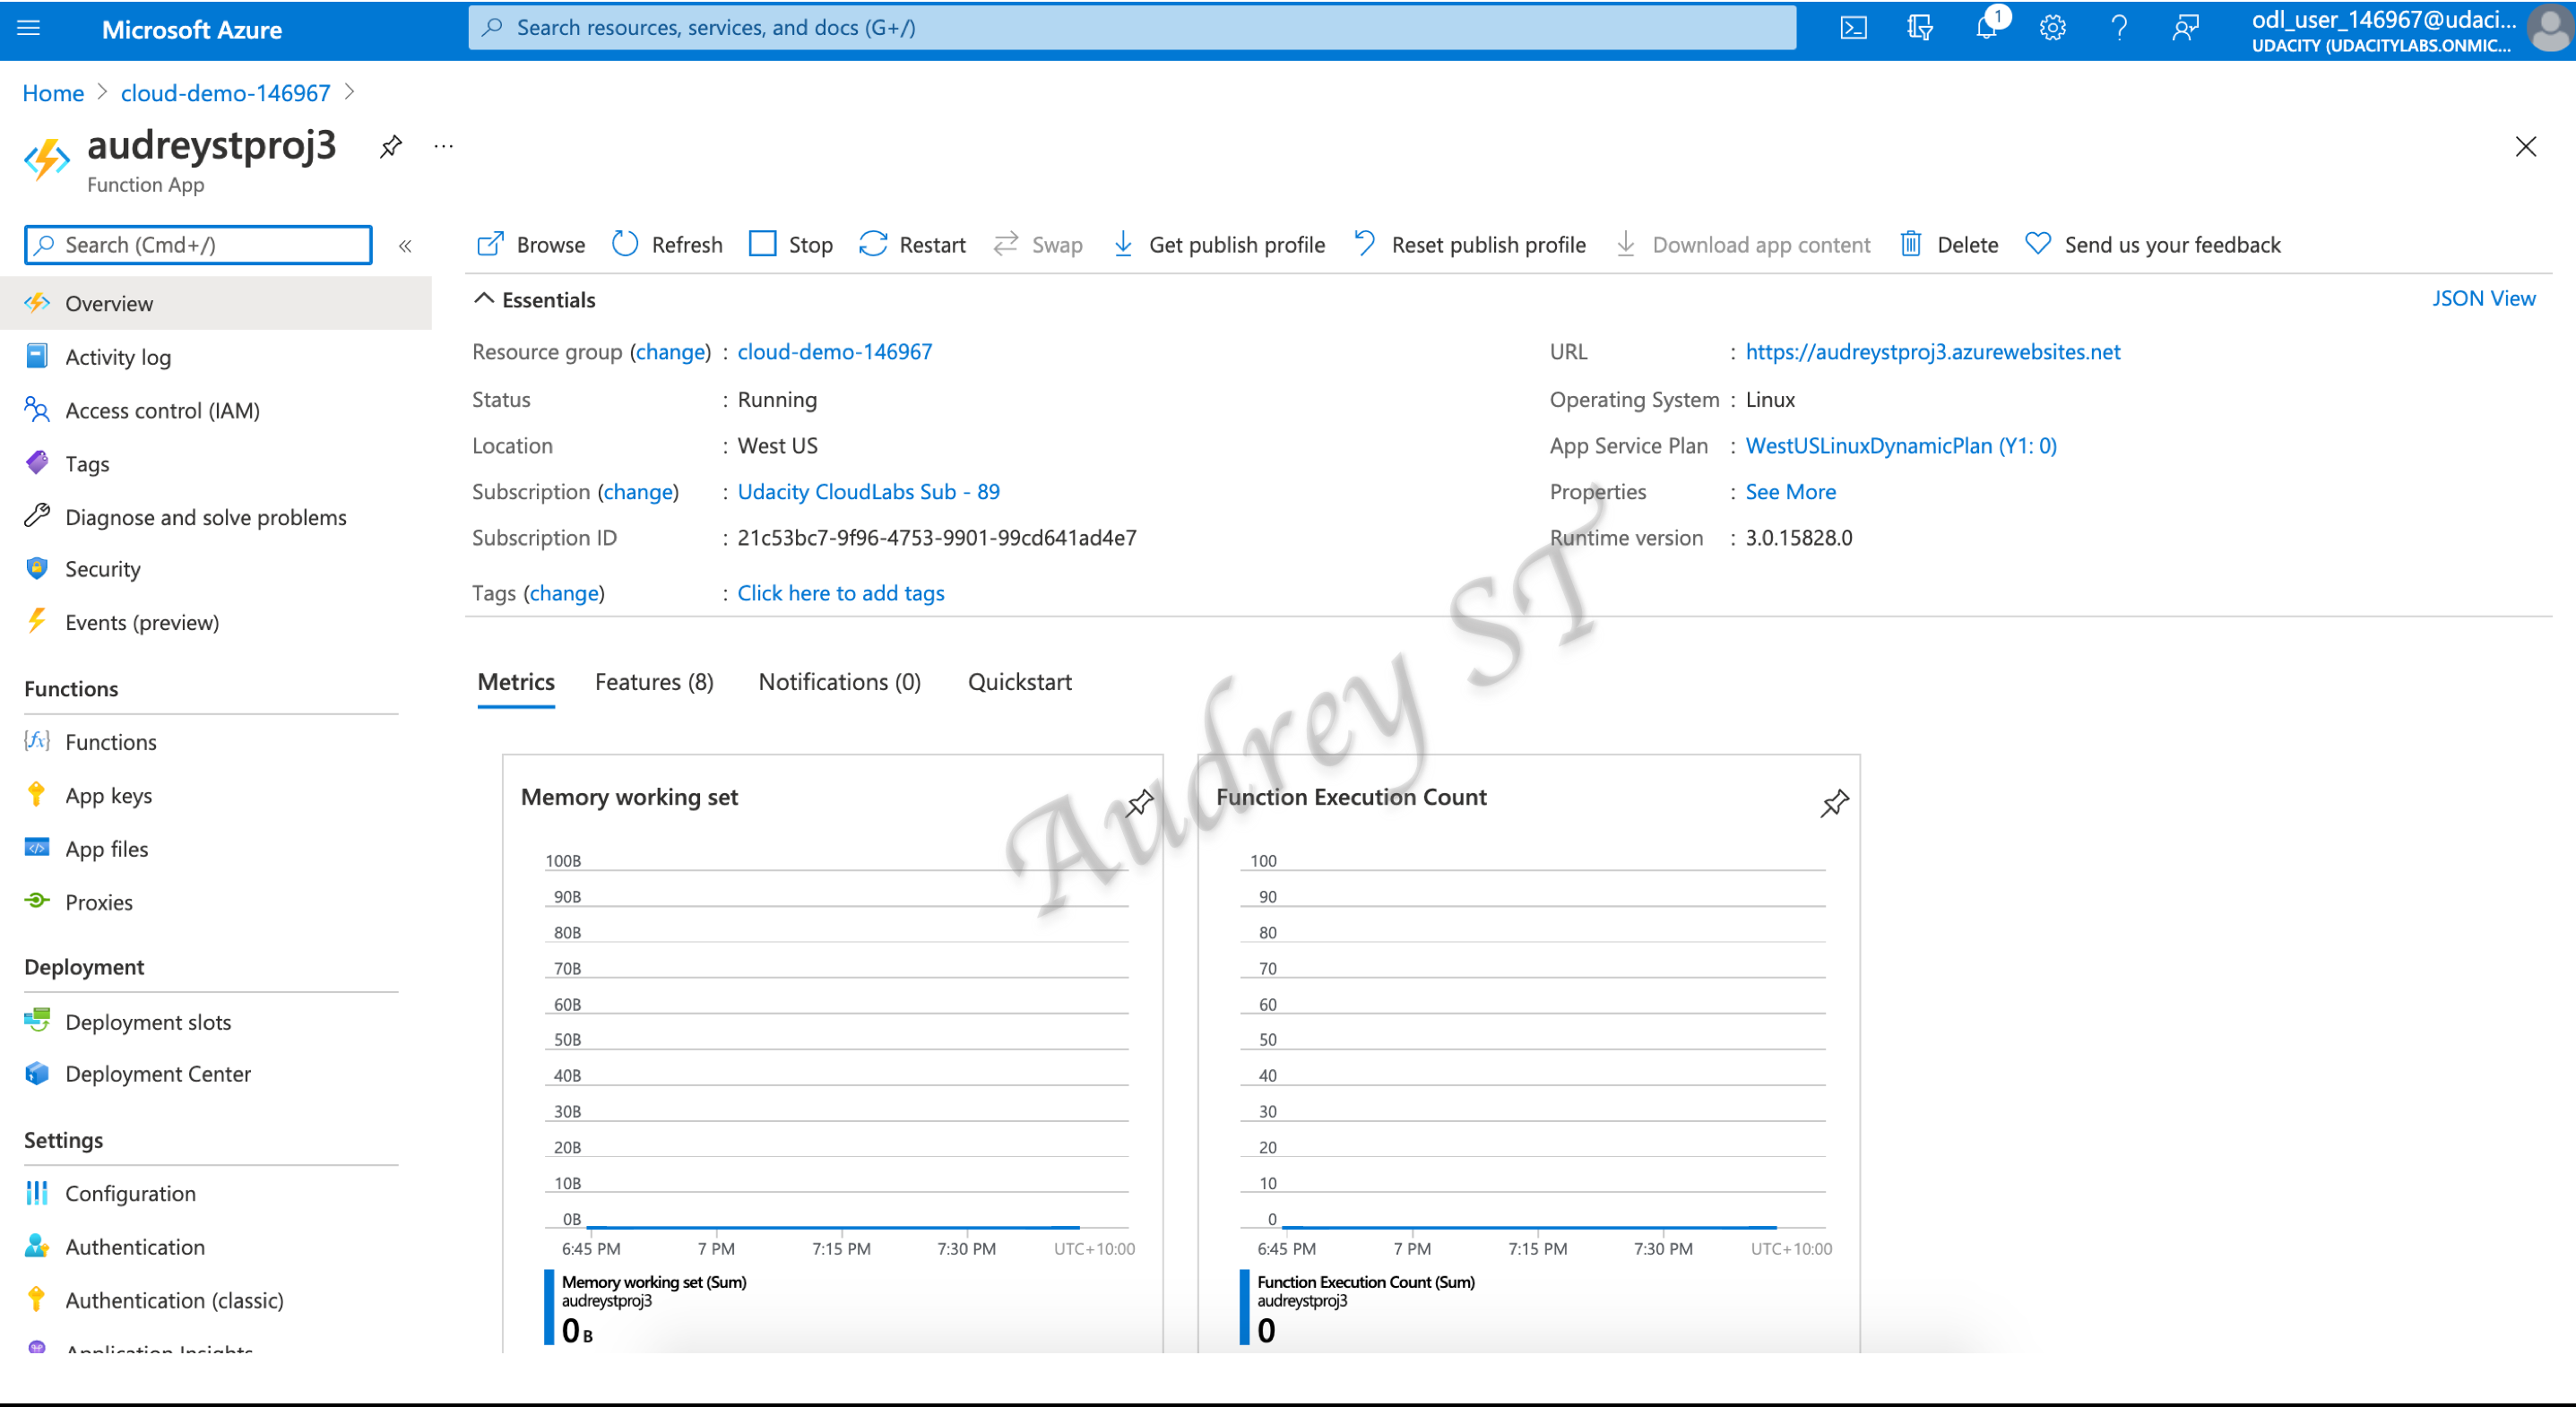 Microsoft Azure
Search resources, services, and docs (G+/)
1
odl_user_146967@udaci...
UDACITY (UDACITYLABS.ONMIC...
Home > cloud-demo-146967 >
audreystproj3 ...
Function App
Search (Cmd+/) «
Browse Refresh Stop Restart Swap Get publish profile Reset publish profile Download app content Delete Send us your feedback
Overview
Activity log
Access control (IAM)
Tags
Diagnose and solve problems
Security
Events (preview)
Functions
Functions
App keys
App files
Proxies
Deployment
Deployment slots
Deployment Center
Settings
Configuration
Authentication
Authentication (classic)
Application Insights
Essentials JSON View
Resource group (change) : cloud-demo-146967
Status : Running
Location : West US
Subscription (change) : Udacity CloudLabs Sub - 89
Subscription ID : 21c53bc7-9f96-4753-9901-99cd641ad4e7
Tags (change) : Click here to add tags
URL : https://audreystproj3.azurewebsites.net
Operating System : Linux
App Service Plan : WestUSLinuxDynamicPlan (Y1: 0)
Properties : See More
Runtime version : 3.0.15828.0
Audrey ST
Metrics Features (8) Notifications (0) Quickstart
Memory working set
100B
90B
80B
70B
60B
50B
40B
30B
20B
10B
0B
6:45 PM 7 PM 7:15 PM 7:30 PM UTC+10:00
Memory working set (Sum)
audreystproj3
0 B
Function Execution Count
100
90
80
70
60
50
40
30
20
10
0
6:45 PM 7 PM 7:15 PM 7:30 PM UTC+10:00
Function Execution Count (Sum)
audreystproj3
0